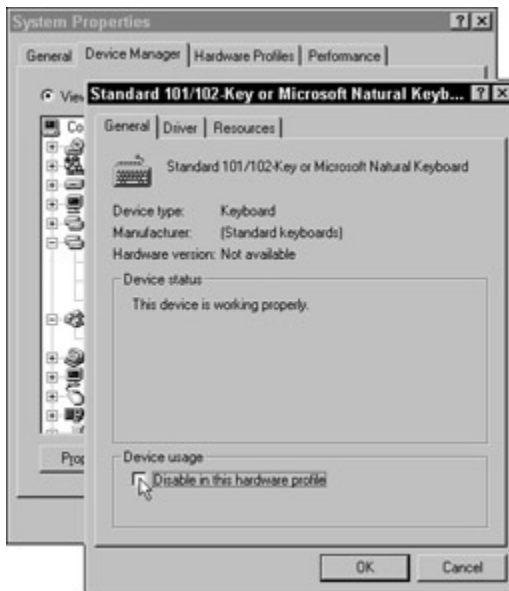 System Properties
General Device Manager Hardware Profiles Performance
Standard 101/102-Key or Microsoft Natural Keyb...
General Driver Resources
Standard 101/102-Key or Microsoft Natural Keyboard
Device type: Keyboard
Manufacturer: (Standard keyboards)
Hardware version: Not available
Device status
This device is working properly.
Device usage
Disable in this hardware profile
OK Cancel